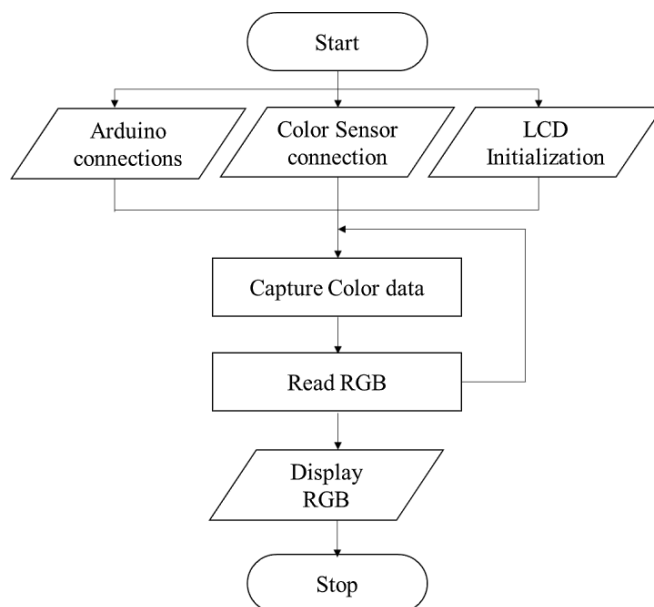 Start
Arduino
connections
Color Sensor
connection
LCD
Initialization
Capture Color data
Read RGB
Display
RGB
Stop